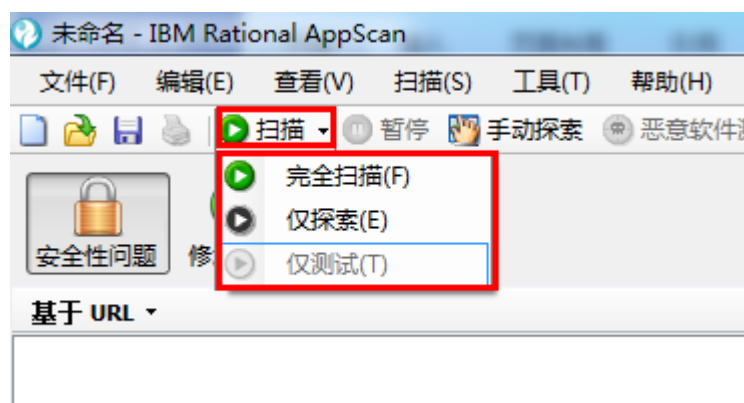 未命名 - IBM Rational AppScan
文件(F) 编辑(E) 查看(V) 扫描(S) 工具(T) 帮助(H)
扫描 暂停 手动探索 恶意软件
完全扫描(F)
仅探索(E)
仅测试(T)
安全性问题 修
基于 URL